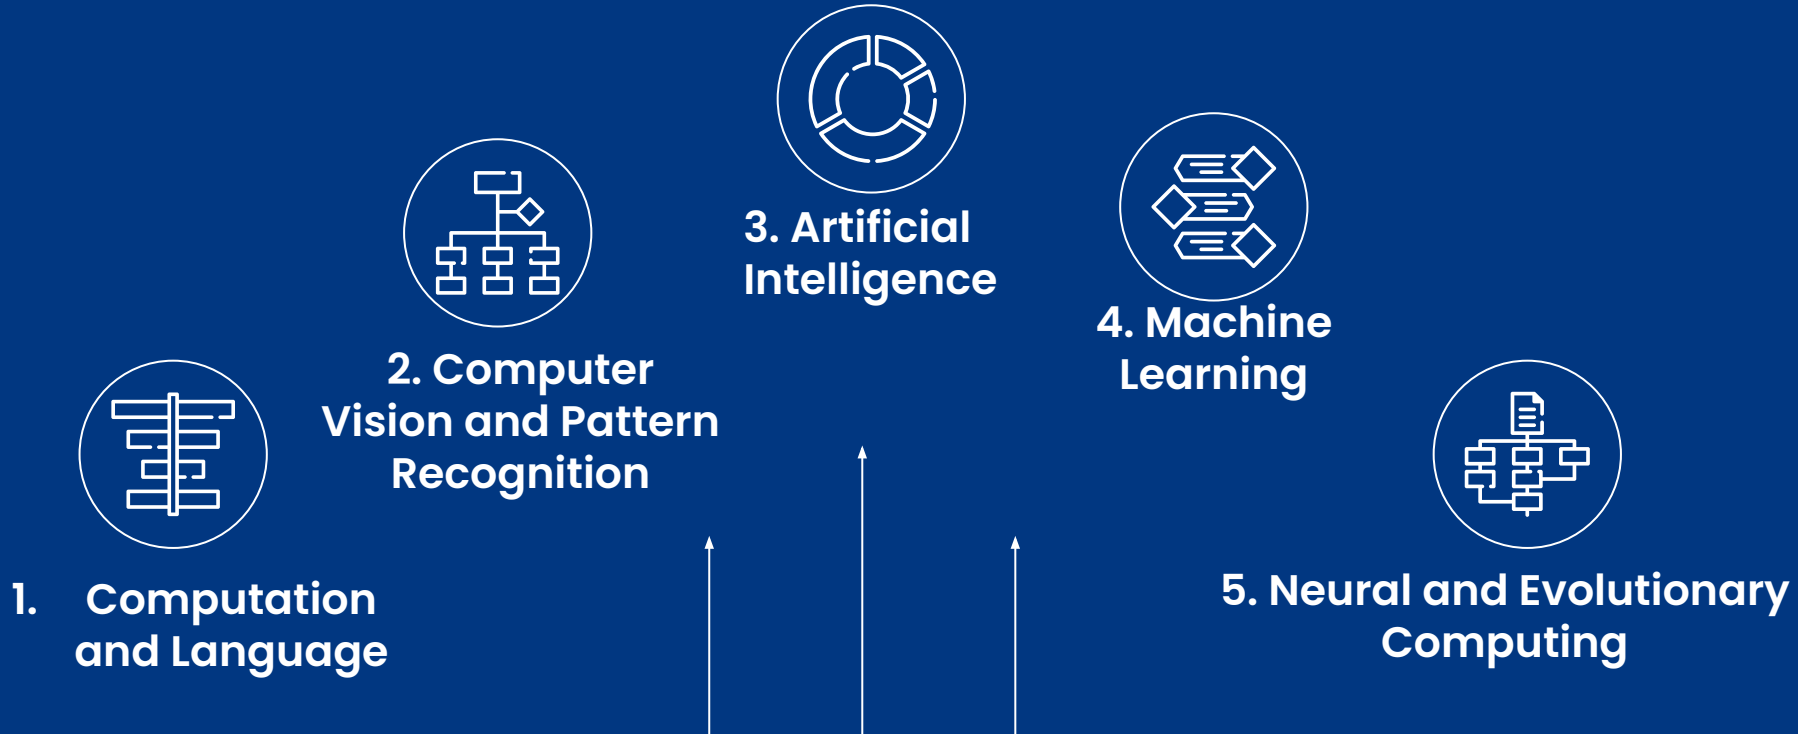 1. Computation
and Language
2. Computer
Vision and Pattern
Recognition
3. Artificial
Intelligence
4. Machine
Learning
5. Neural and Evolutionary
Computing